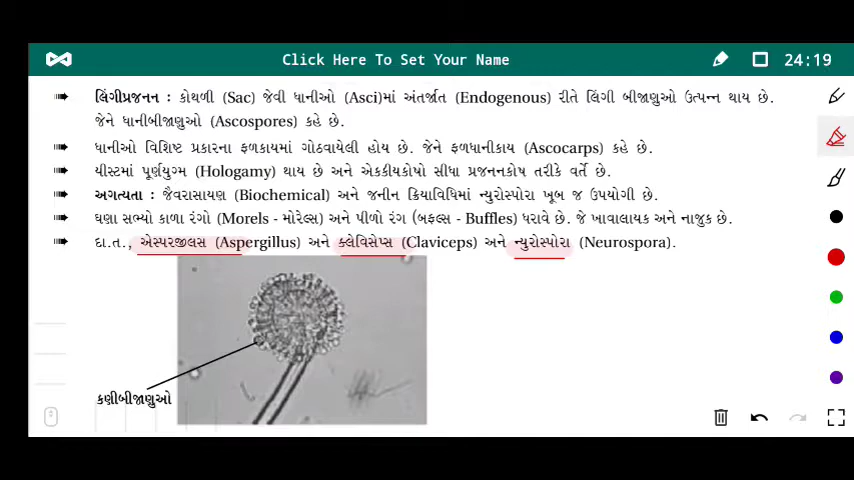 Click Here To Set Your Name
24:19
➠ લિંગીપ્રજનન : કોથળી (Sac) જેવી ધાનીઓ (Asci)માં અંતર્જાત (Endogenous) રીતે લિંગી બીજાણુઓ ઉત્પન્ન થાય છે.
જેને ધાનીબીજાણુઓ (Ascospores) કહે છે.
➠ ધાનીઓ વિશિષ્ટ પ્રકારના ફળકાયમાં ગોઠવાયેલી હોય છે. જેને ફળધાનીકાય (Ascocarps) કહે છે.
➠ યીસ્ટમાં પૂર્ણયુગ્મ (Hologamy) થાય છે અને એકકીયકોષો સીધા પ્રજનનકોષ તરીકે વર્તે છે.
➠ અગત્યતા : જૈવરાસાયણ (Biochemical) અને જનીન ક્રિયાવિધિમાં ન્યુરોસ્પોરા ખૂબ જ ઉપયોગી છે.
➠ ઘણા સભ્યો કાળા રંગો (Morels - મોરેલ્સ) અને પીળો રંગ (બફલ્સ - Buffles) ધરાવે છે. જે ખાવાલાયક અને નાજુક છે.
➠ દા.ત., એસ્પરજીલસ (Aspergillus) અને ક્લેવિસેપ્સ (Claviceps) અને ન્યુરોસ્પોરા (Neurospora).
કણીબીજાણુઓ